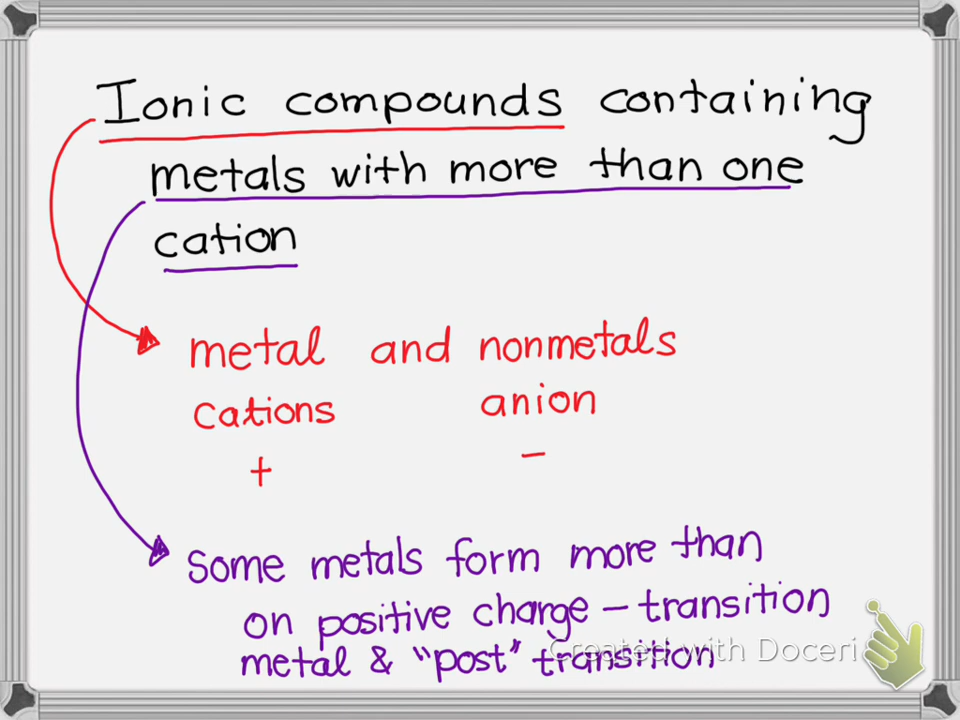 Ionic compounds containing
metals with more than one
cation
metal and nonmetals
cations anion
+ -
Some metals form more than
on positive charge - transition
metal & "post" transition
Created with Doceri